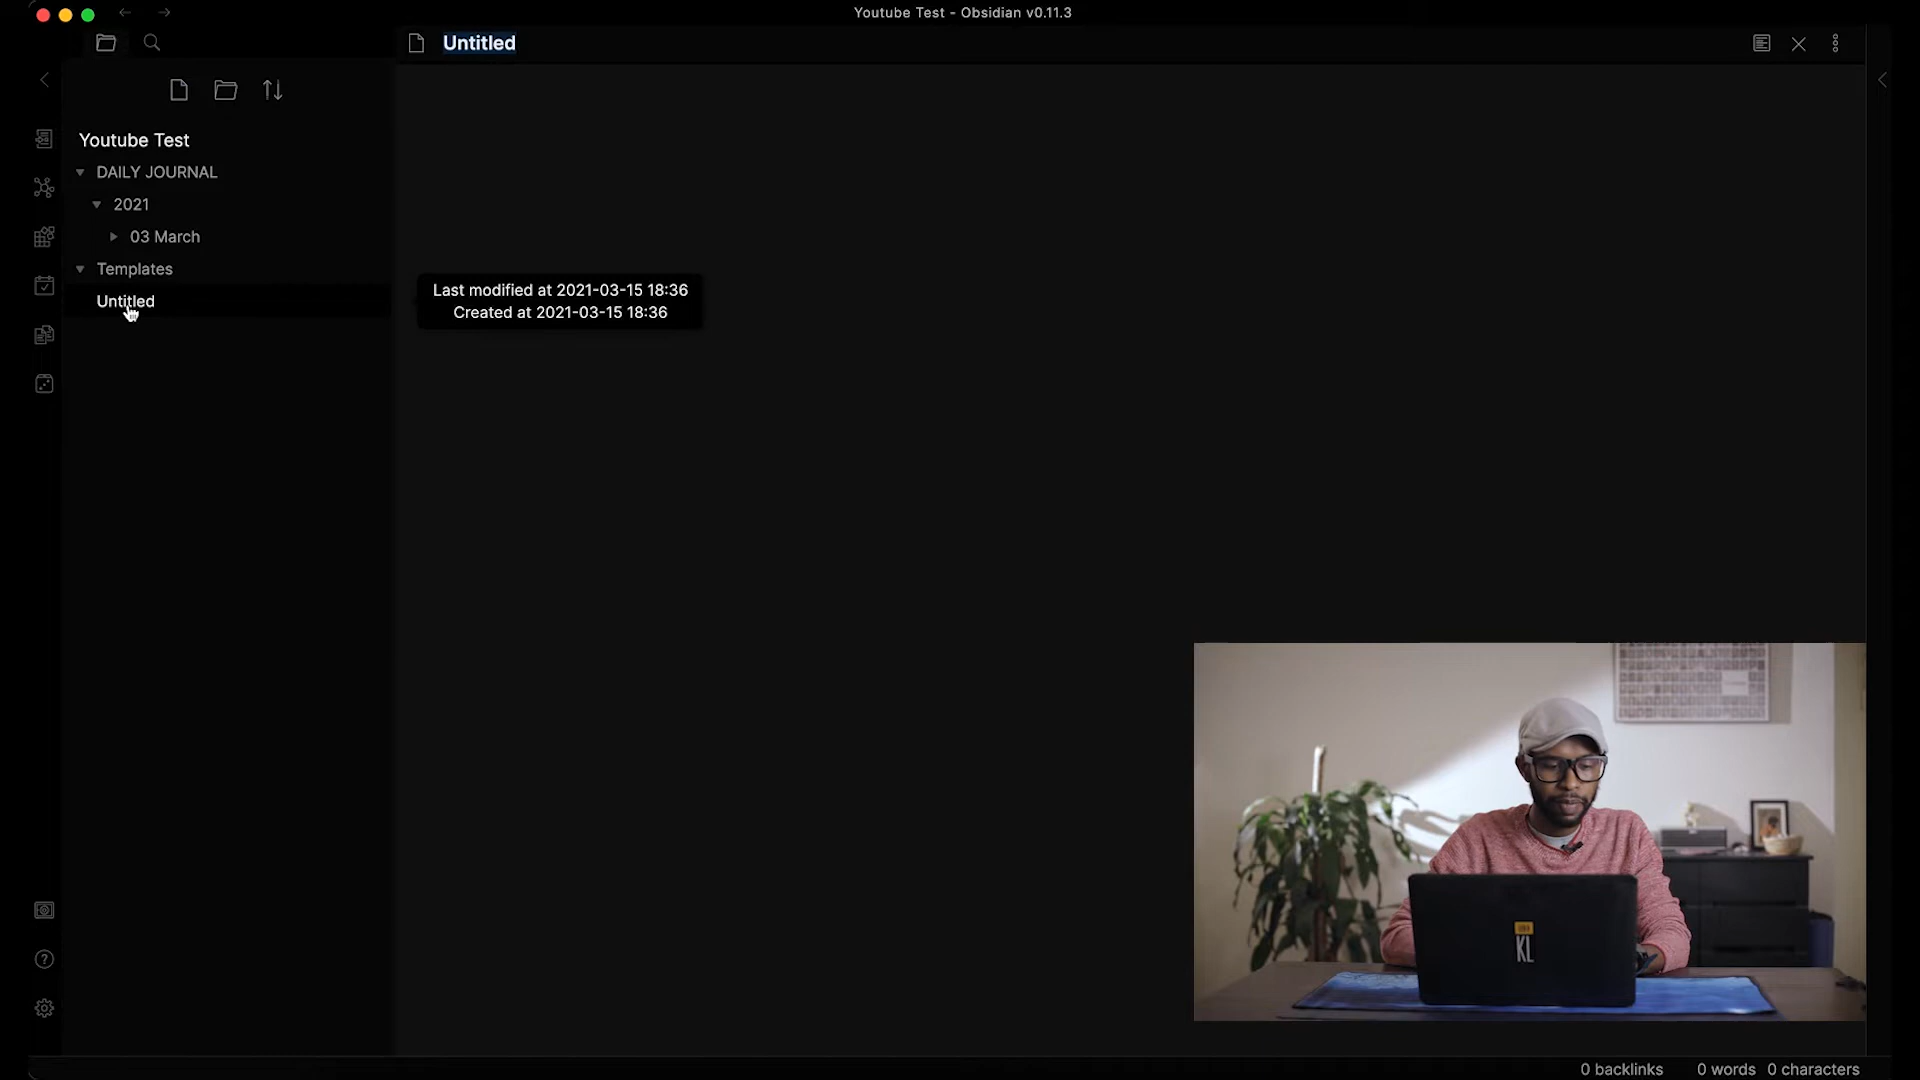 Youtube Test - Obsidian v0.11.3
Untitled
Youtube Test
DAILY JOURNAL
2021
03 March
Templates
Untitled
Last modified at 2021-03-15 18:36
Created at 2021-03-15 18:36
KL
0 backlinks 0 words 0 characters